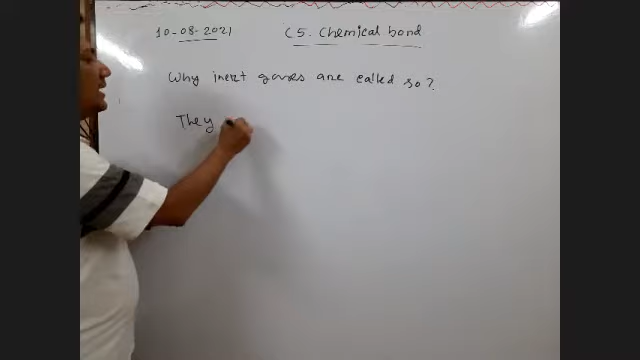 10-08-2021 C5. Chemical bond
Why inert gases are called so?
They